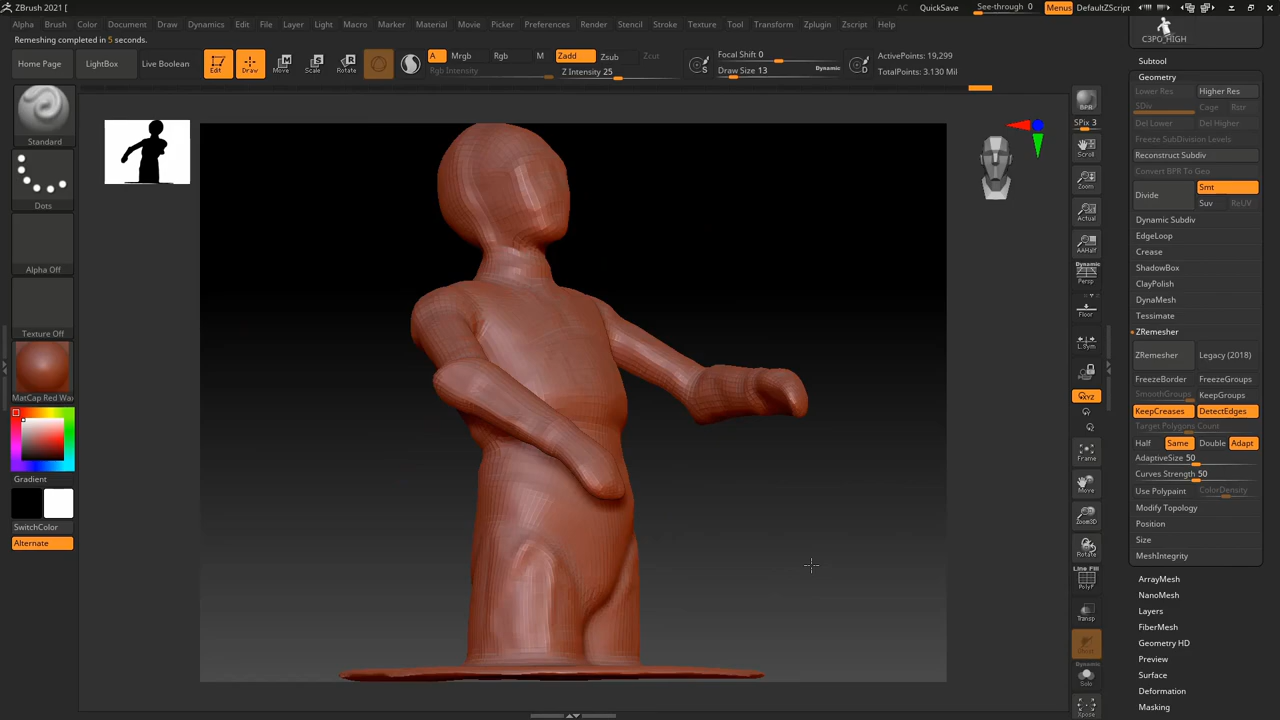 ZBrush 2021 [
AC QuickSave See-through 0 Menus DefaultZScript
Alpha Brush Color Document Draw Dynamics Edit File Layer Light Macro Marker Material Movie Picker Preferences Render Stencil Stroke Texture Tool Transform Zplugin Zscript Help
Remeshing completed in 5 seconds.
Home Page LightBox Live Boolean Edit Draw Move Scale Rotate
A Mrgb Rgb M Zadd Zsub Zcut
Rgb Intensity Z Intensity 25
Focal Shift 0
Draw Size 13 Dynamic
S D
ActivePoints: 19,299
TotalPoints: 3.130 Mil
Standard
Dots
Alpha Off
Texture Off
MatCap Red Wax
Gradient
SwitchColor
Alternate
BPR
SPix 3
Scroll
Zoom
Actual
AAHalf
Dynamic
Persp
Floor
L.Sym
XYZ
Frame
Move
Zoom3D
Rotate
Line Fill
PolyF
Transp
Ghost
Dynamic
Solo
Xpose
C3PO_HIGH
Subtool
Geometry
Lower Res Higher Res
SDiv Cage Rstr
Del Lower Del Higher
Freeze SubDivision Levels
Reconstruct Subdiv
Convert BPR To Geo
Divide Smt
Suv ReUV
Dynamic Subdiv
EdgeLoop
Crease
ShadowBox
ClayPolish
DynaMesh
Tessimate
ZRemesher
ZRemesher Legacy (2018)
FreezeBorder FreezeGroups
SmoothGroups KeepGroups
KeepCreases DetectEdges
Target Polygons Count
Half Same Double Adapt
AdaptiveSize 50
Curves Strength 50
Use Polypaint ColorDensity
Modify Topology
Position
Size
MeshIntegrity
ArrayMesh
NanoMesh
Layers
FiberMesh
Geometry HD
Preview
Surface
Deformation
Masking